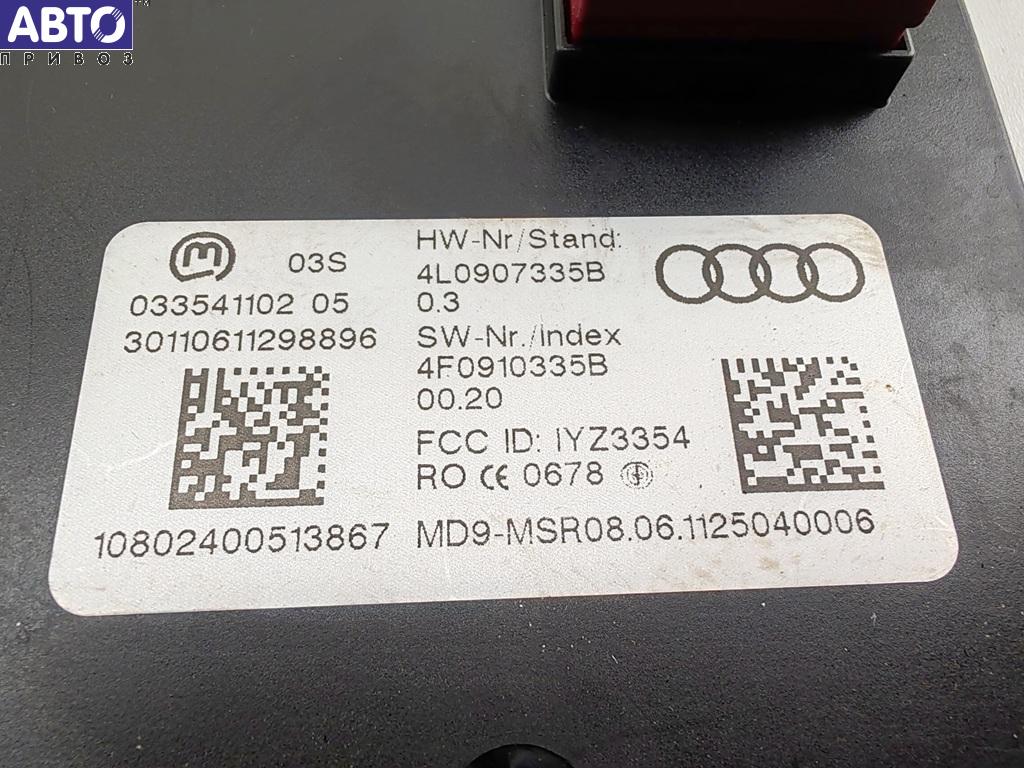 АВТО™
ПРИВОЗ
m 03S
033541102 05
30110611298896
HW-Nr/Stand:
4L0907335B
0.3
SW-Nr./Index
4F0910335B
00.20
FCC ID: IYZ3354
RO CE 0678
10802400513867 MD9-MSR08.06.1125040006